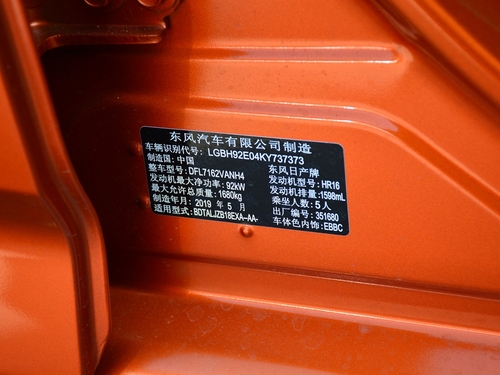 东风汽车有限公司制造
车辆识别代号: LGBH92E04KY737373
制造国: 中国 东风日产牌
整车型号: DFL7162VANH4 发动机型号: HR16
发动机最大净功率: 92kW 发动机排量: 1598mL
最大允许总质量: 1680kg 乘坐人数: 5人
制造年月: 2019 年 5 月 出厂编号: 351680
适用型式: BDTALJZB18EXA--AA- 车体色内饰: EBBC